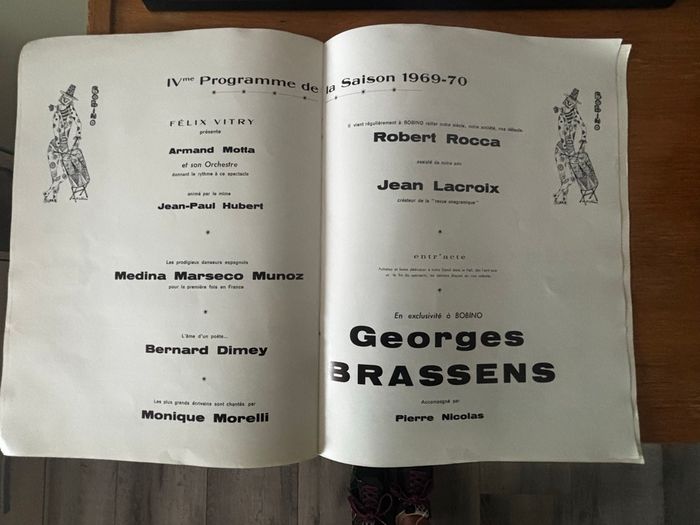 IVme Programme de la Saison 1969-70
BOBINO
FÉLIX VITRY
présente
Armand Motta
et son Orchestre
donnant le rythme à ce spectacle
animé par le mime
Jean-Paul Hubert
Les prodigieux danseurs espagnols
Medina Marseco Munoz
pour la première fois en France
L'âme d'un poète...
Bernard Dimey
Les plus grands écrivains sont chantés par
Monique Morelli
BOBINO
Il vient régulièrement à BOBINO railler notre siècle, notre société, nos défauts
Robert Rocca
assisté de notre ami
Jean Lacroix
créateur de la "revue anagramique"
entr'acte
En exclusivité à BOBINO
Georges
BRASSENS
Accompagné par
Pierre Nicolas